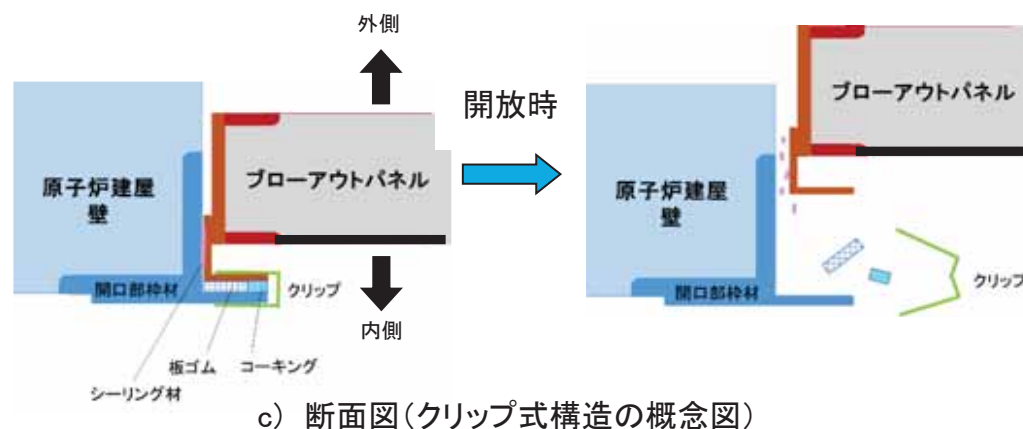 外側
原子炉建屋
壁
ブローアウトパネル
開口部枠材
クリップ
内側
板ゴム
コーキング
シーリング材
開放時
ブローアウトパネル
原子炉建屋
壁
開口部枠材
クリップ
c) 断面図(クリップ式構造の概念図)